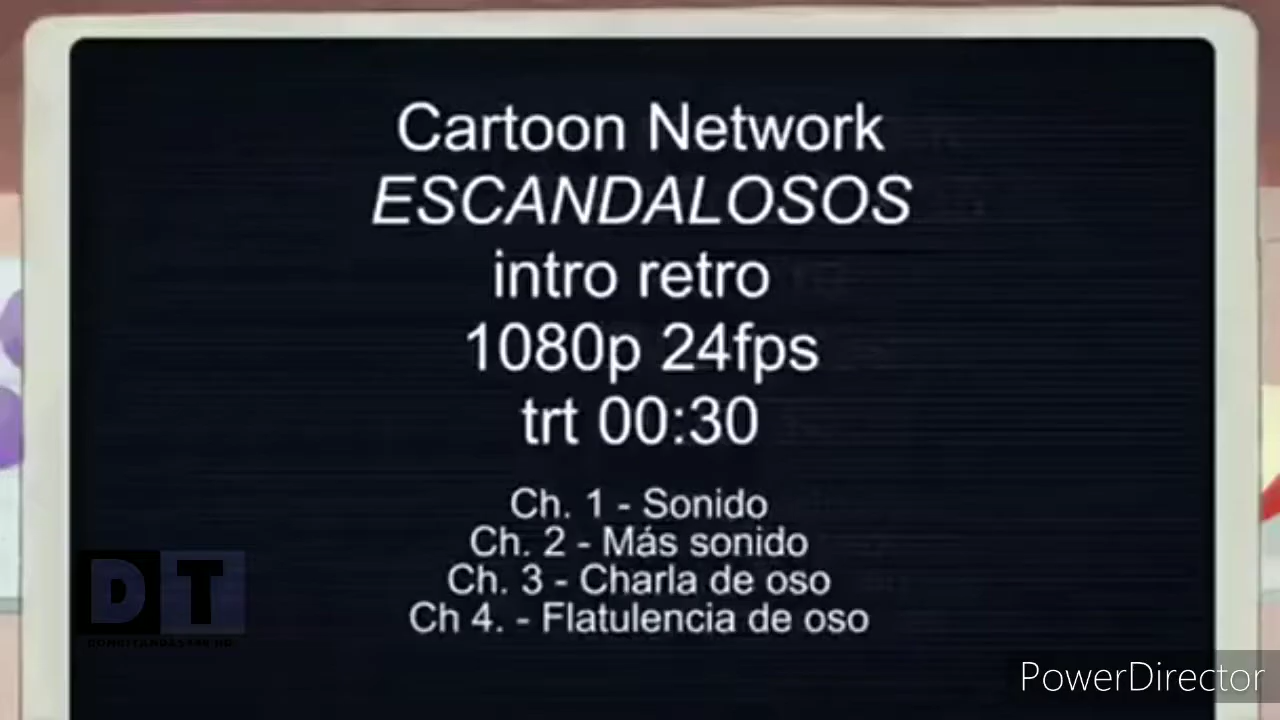 Cartoon Network
ESCANDALOSOS
intro retro
1080p 24fps
trt 00:30
Ch. 1 - Sonido
Ch. 2 - Más sonido
Ch. 3 - Charla de oso
Ch 4. - Flatulencia de oso
DT
PowerDirector